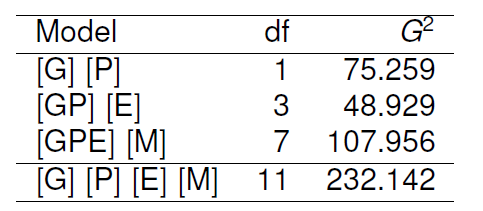 Model df G²
[G] [P] 1 75.259
[GP] [E] 3 48.929
[GPE] [M] 7 107.956
[G] [P] [E] [M] 11 232.142